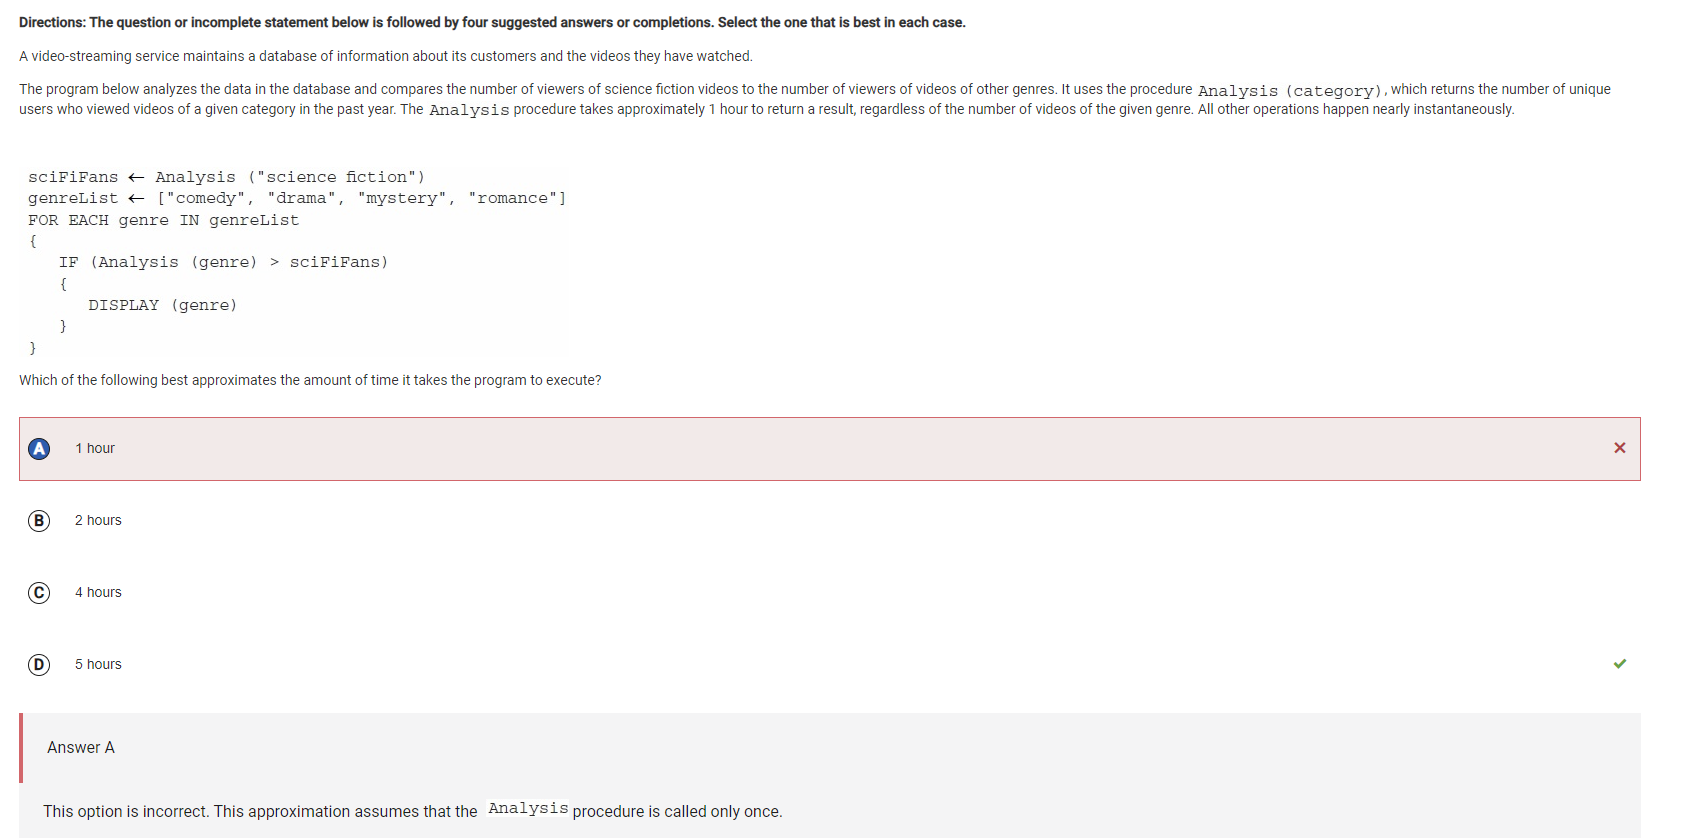 Directions: The question or incomplete statement below is followed by four suggested answers or completions. Select the one that is best in each case.
A video-streaming service maintains a database of information about its customers and the videos they have watched.
The program below analyzes the data in the database and compares the number of viewers of science fiction videos to the number of viewers of videos of other genres. It uses the procedure Analysis (category), which returns the number of unique
users who viewed videos of a given category in the past year. The Analysis procedure takes approximately 1 hour to return a result, regardless of the number of videos of the given genre. All other operations happen nearly instantaneously.
sciFiFans ← Analysis ("science fiction")
genreList ← ["comedy", "drama", "mystery", "romance"]
FOR EACH genre IN genreList
{
IF (Analysis (genre) > sciFiFans)
{
DISPLAY (genre)
}
}
Which of the following best approximates the amount of time it takes the program to execute?
A 1 hour
B 2 hours
C 4 hours
D 5 hours
Answer A
This option is incorrect. This approximation assumes that the Analysis procedure is called only once.